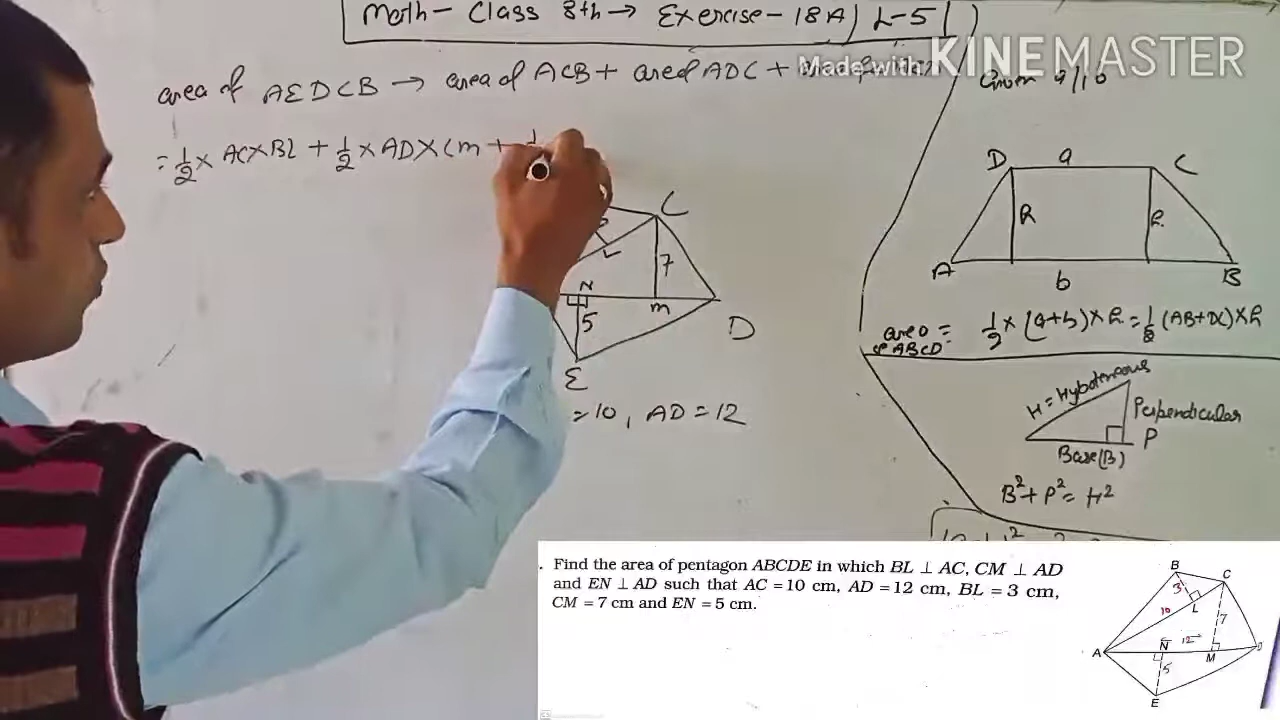 Math - Class 8th → Exercise - 18A) L-5
Made with KINEMASTER
area of AEDCB → area of ACB + area of ADC +
= 1/2 × AC × BL + 1/2 × AD × CM + 1
C
7
N
L
M
5
D
E
= 10, AD = 12
D a C
h h
A b B
area of ABCD = 1/2 × (a+b) × h = 1/2 (AB+DC) × h
H = Hybotenous
Perpendicular
P
Base(B)
B² + P² = H²
. Find the area of pentagon ABCDE in which BL ⊥ AC, CM ⊥ AD
and EN ⊥ AD such that AC = 10 cm, AD = 12 cm, BL = 3 cm,
CM = 7 cm and EN = 5 cm.
B
C
3
10
L
7
12
A
N
M
D
5
E